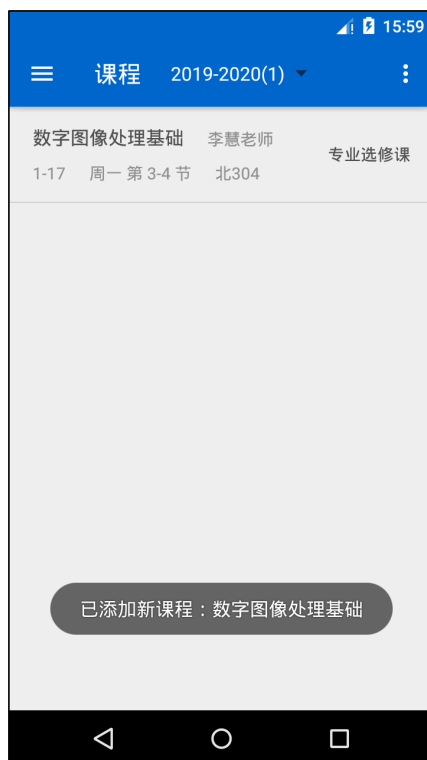 15:59
课程 2019-2020(1)
数字图像处理基础 李慧老师
专业选修课
1-17 周一 第 3-4 节 北304
已添加新课程：数字图像处理基础